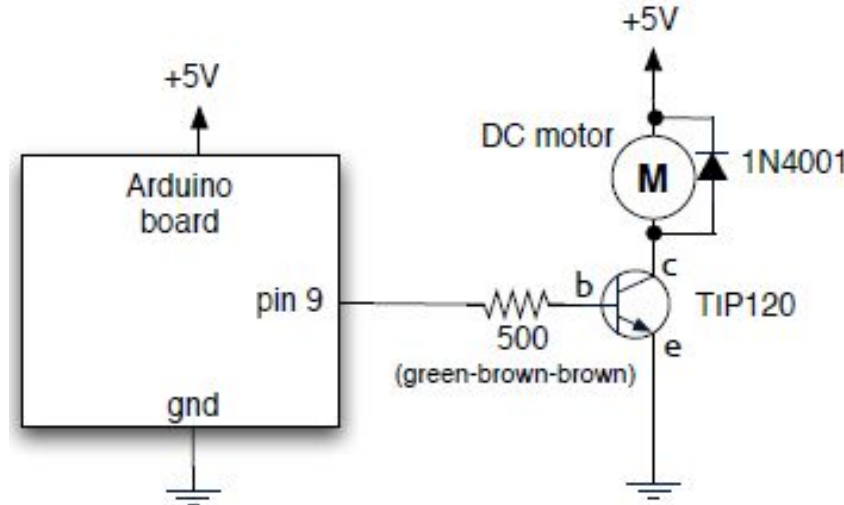 +5V
+5V
Arduino
board
DC motor
M
1N4001
pin 9
b
c
TIP120
500
e
(green-brown-brown)
gnd